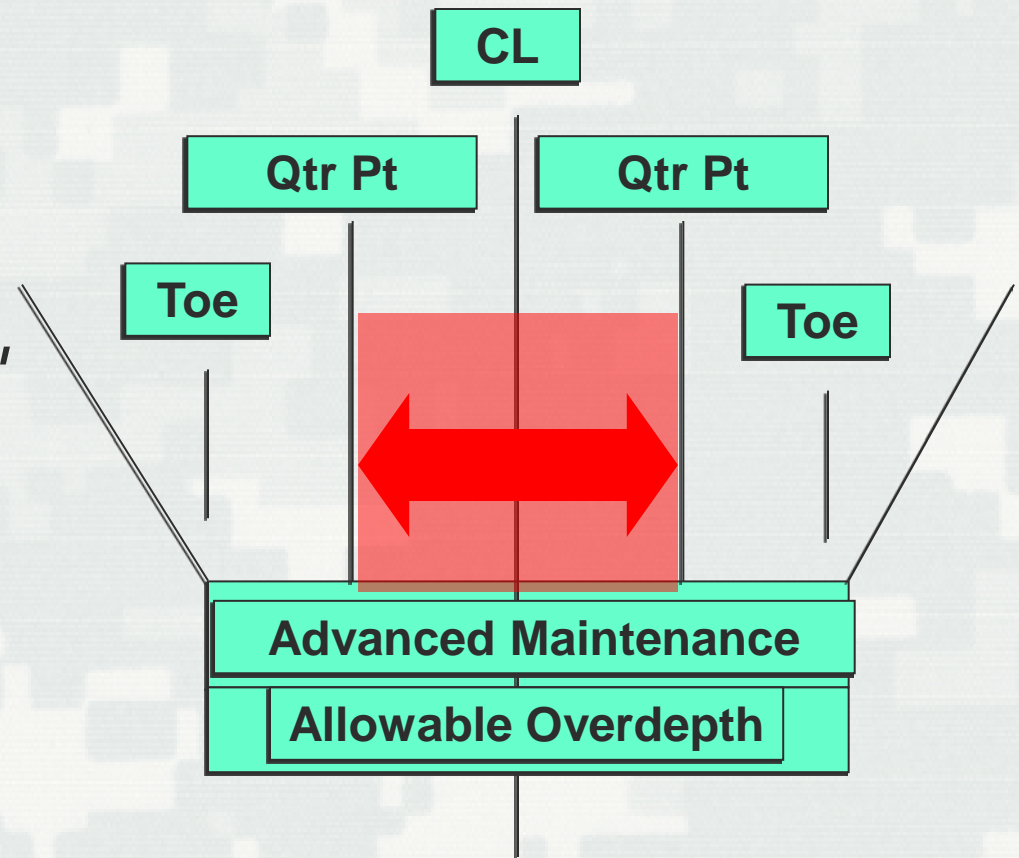 CL
Qtr Pt
Qtr Pt
Toe
Toe
"
Advanced Maintenance
Allowable Overdepth